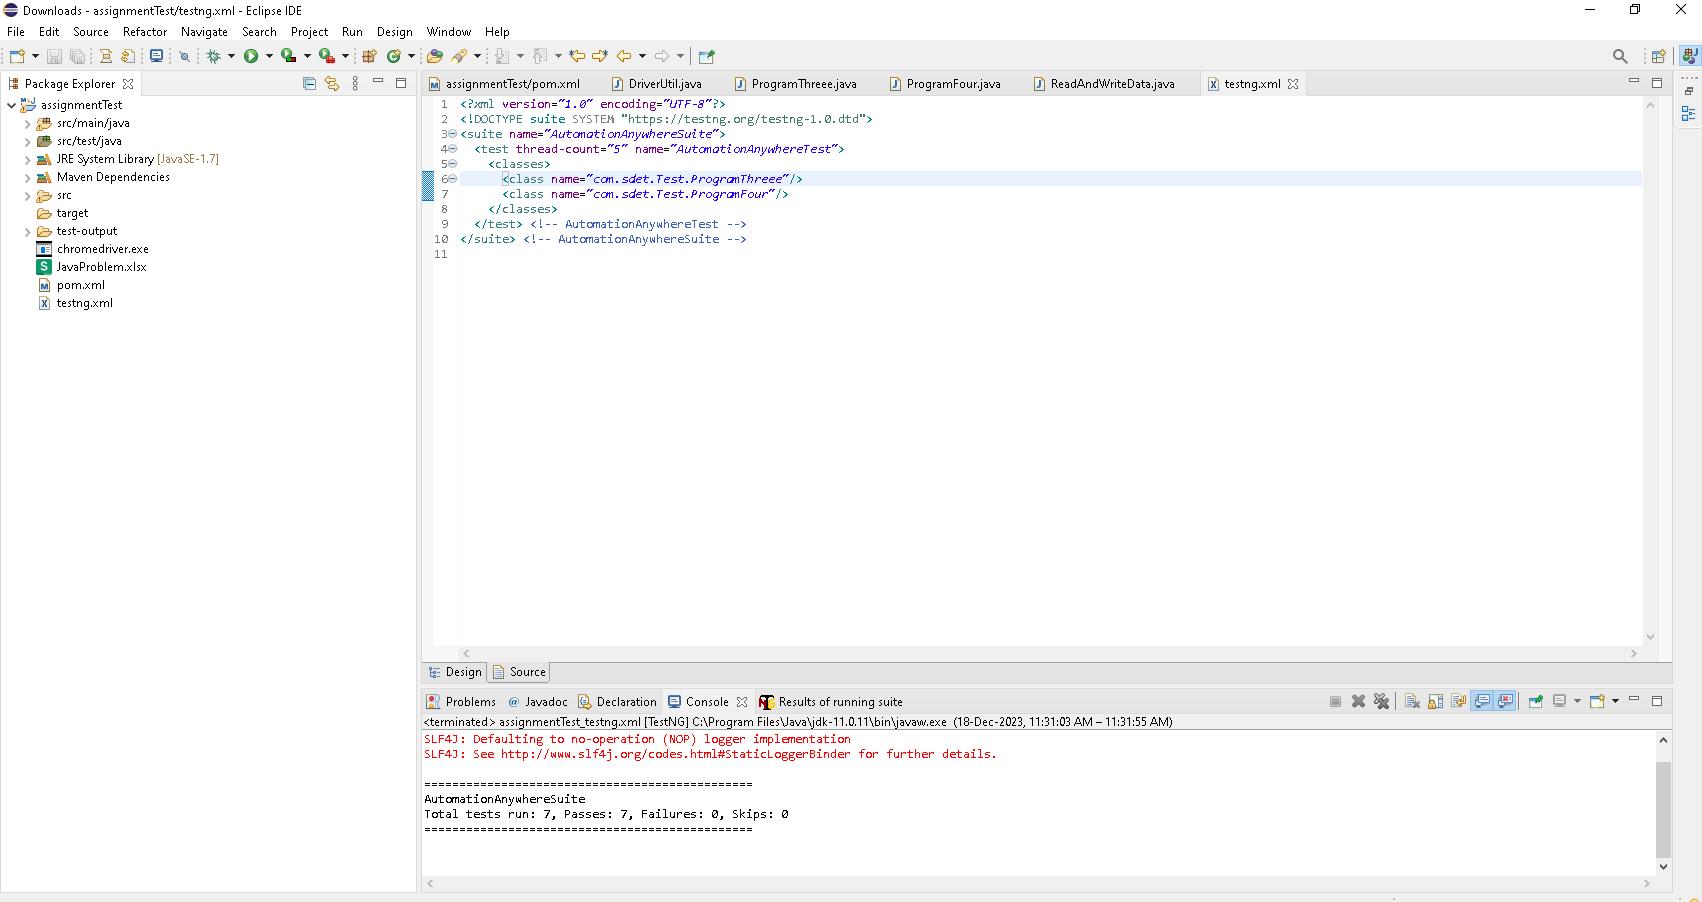 Downloads - assignmentTest/testng.xml - Eclipse IDE
File Edit Source Refactor Navigate Search Project Run Design Window Help
Package Explorer
assignmentTest
src/main/java
src/test/java
JRE System Library [JavaSE-1.7]
Maven Dependencies
src
target
test-output
chromedriver.exe
JavaProblem.xlsx
pom.xml
testng.xml
assignmentTest/pom.xml DriverUtil.java ProgramThreee.java ProgramFour.java ReadAndWriteData.java testng.xml
1 <?xml version="1.0" encoding="UTF-8"?>
2 <!DOCTYPE suite SYSTEM "https://testng.org/testng-1.0.dtd">
3 <suite name="AutomationAnywhereSuite">
4 <test thread-count="5" name="AutomationAnywhereTest">
5 <classes>
6 <class name="com.sdet.Test.ProgramThreee"/>
7 <class name="com.sdet.Test.ProgramFour"/>
8 </classes>
9 </test> <!-- AutomationAnywhereTest -->
10 </suite> <!-- AutomationAnywhereSuite -->
11
Design Source
Problems @ Javadoc Declaration Console Results of running suite
<terminated> assignmentTest_testng.xml [TestNG] C:\Program Files\Java\jdk-11.0.11\bin\javaw.exe (18-Dec-2023, 11:31:03 AM – 11:31:55 AM)
SLF4J: Defaulting to no-operation (NOP) logger implementation
SLF4J: See http://www.slf4j.org/codes.html#StaticLoggerBinder for further details.
===============================================
AutomationAnywhereSuite
Total tests run: 7, Passes: 7, Failures: 0, Skips: 0
===============================================